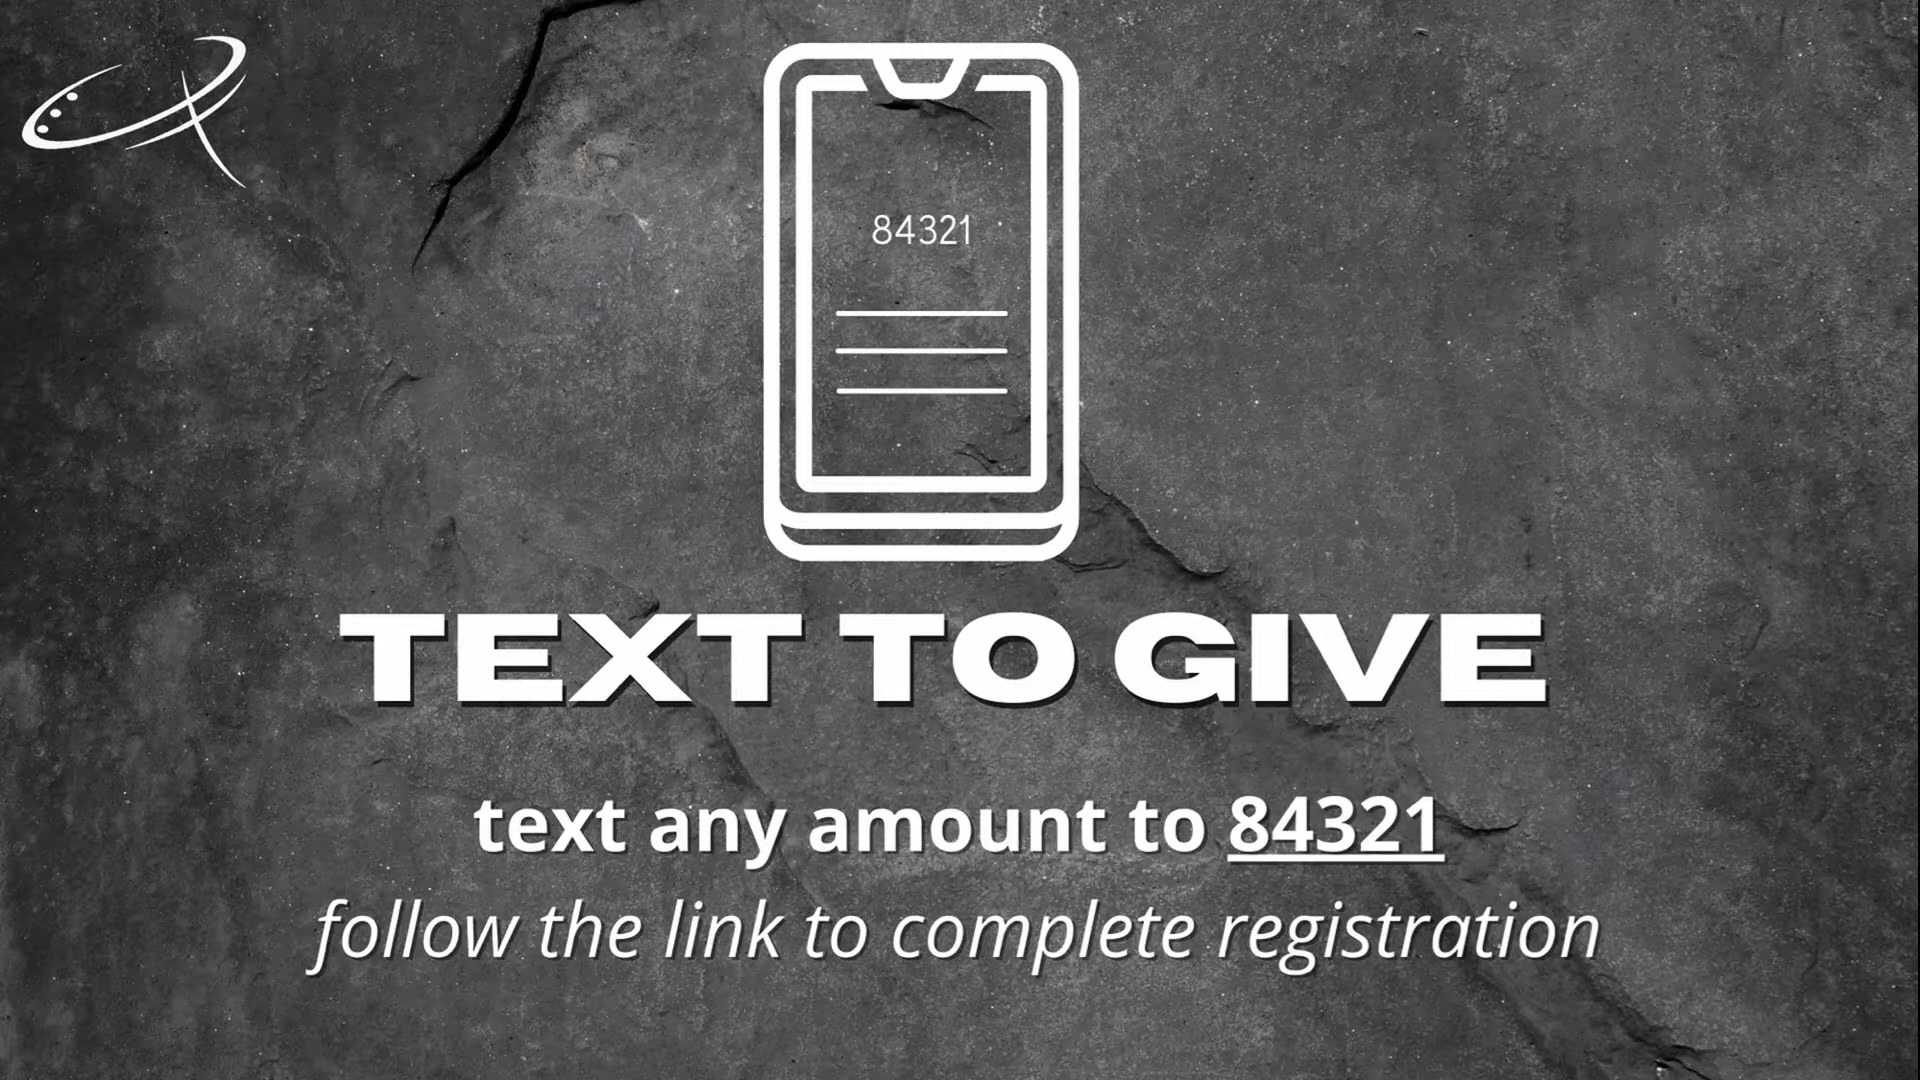 84321
TEXT TO GIVE
text any amount to 84321
follow the link to complete registration